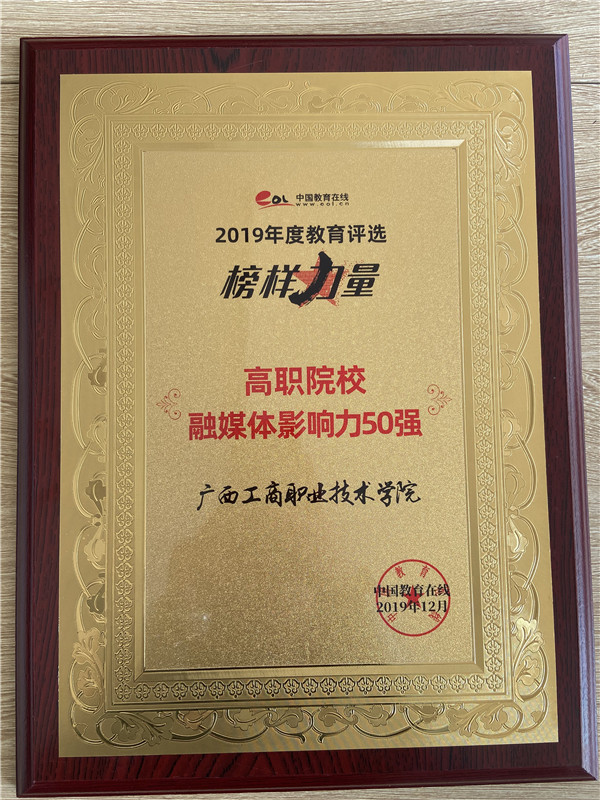 eol 中国教育在线
www.eol.cn
2019年度教育评选
榜样力量
高职院校
融媒体影响力50强
广西工商职业技术学院
中国教育在线
2019年12月